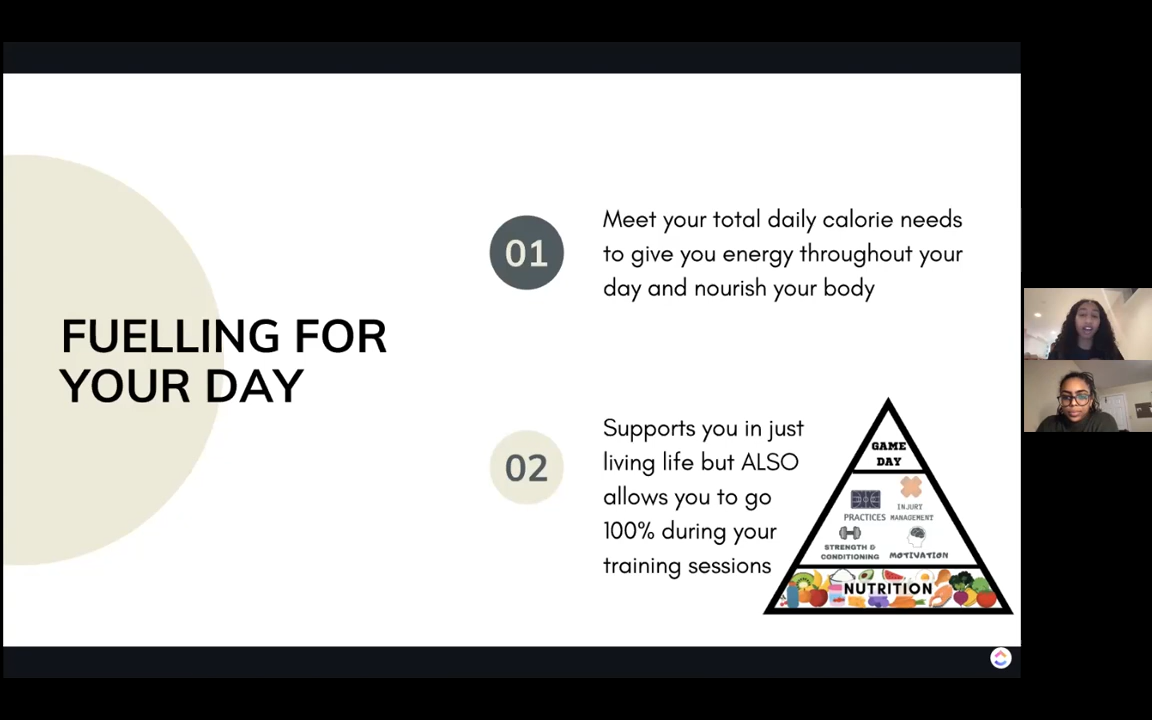 FUELLING FOR
YOUR DAY
01
Meet your total daily calorie needs
to give you energy throughout your
day and nourish your body
02
Supports you in just
living life but ALSO
allows you to go
100% during your
training sessions
GAME
DAY
PRACTICES
INJURY
MANAGEMENT
STRENGTH &
CONDITIONING
MOTIVATION
NUTRITION